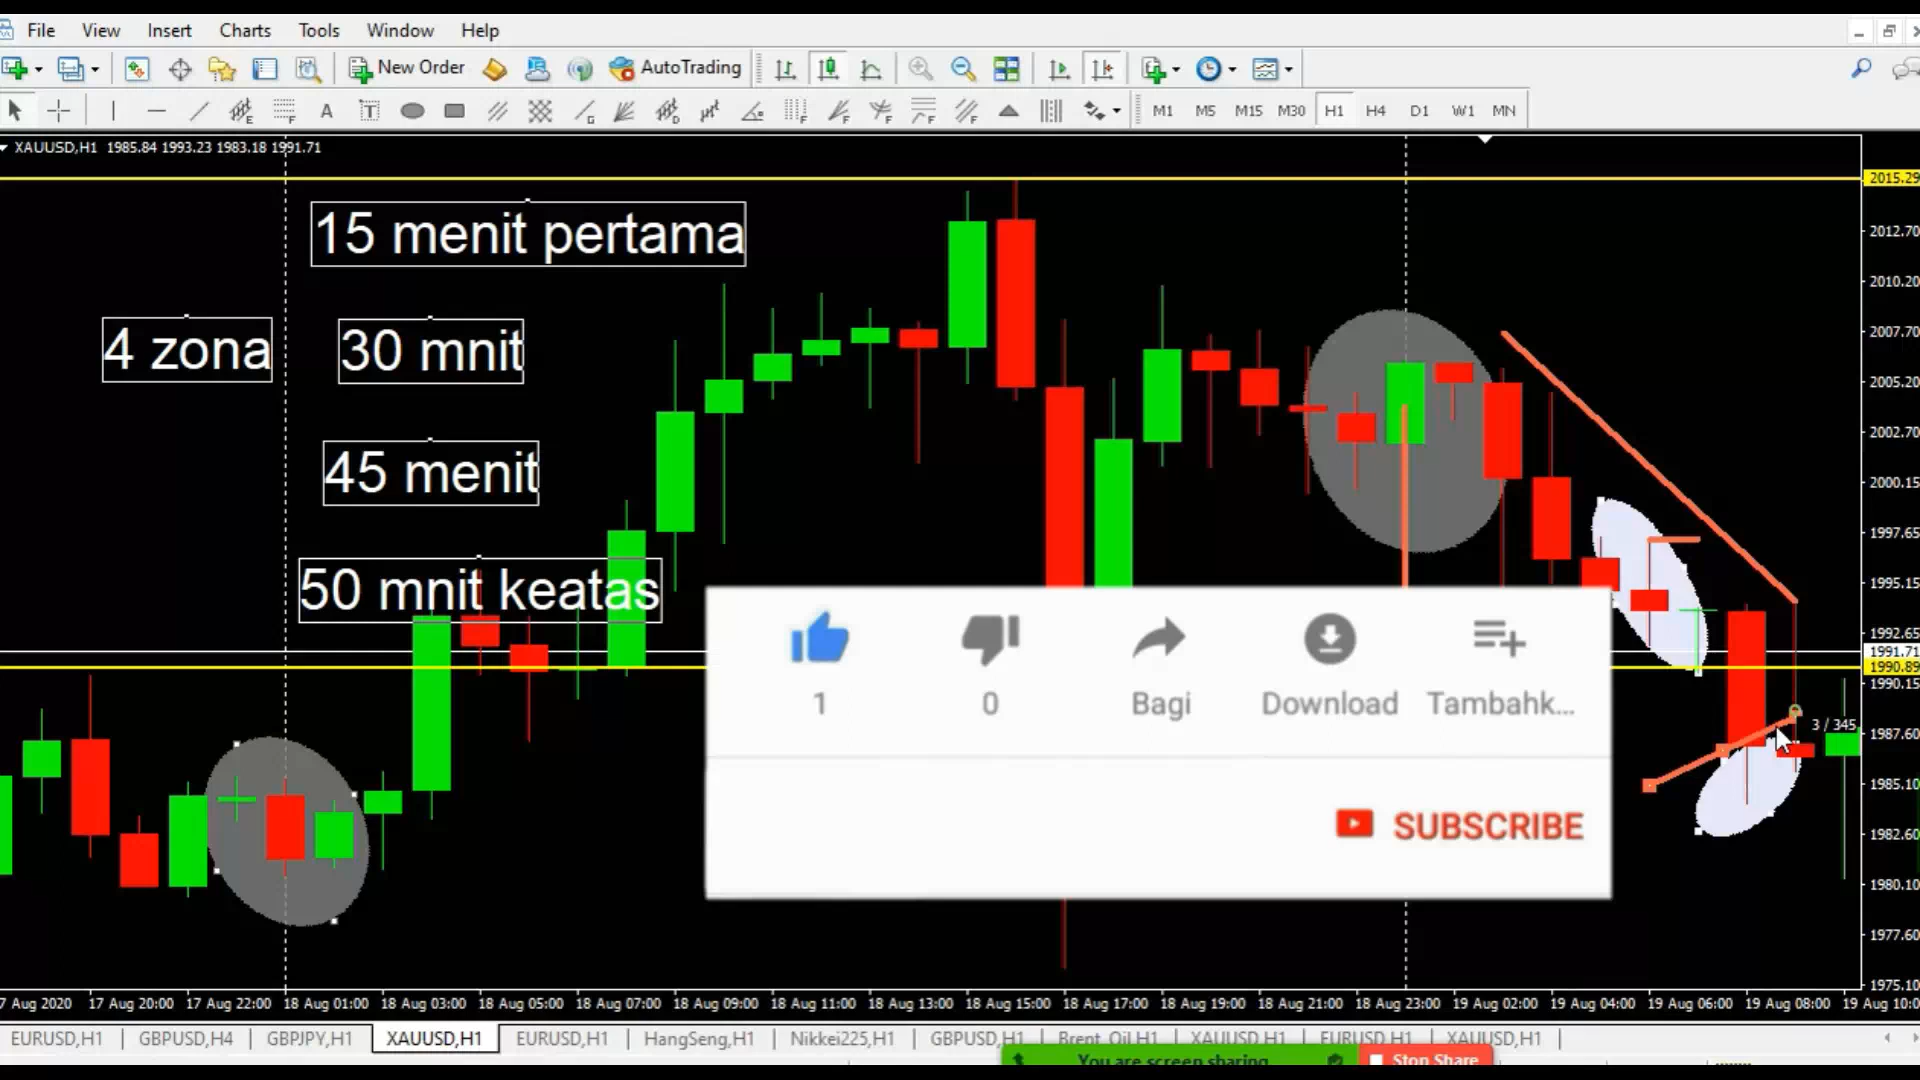 File View Insert Charts Tools Window Help
New Order AutoTrading
A T M1 M5 M15 M30 H1 H4 D1 W1 MN
XAUUSD,H1 1985.84 1993.23 1983.18 1991.71
2015.29
15 menit pertama
2012.70
2010.20
4 zona
30 mnit
2007.70
2005.20
2002.70
45 menit
2000.15
1997.65
50 mnit keatas
1995.15
1992.65
1991.71
1990.89
1990.15
1 0 Bagi Download Tambahk...
3 / 345
1987.60
1985.10
SUBSCRIBE
1982.60
1980.10
1977.60
1975.10
7 Aug 2020 17 Aug 20:00 17 Aug 22:00 18 Aug 01:00 18 Aug 03:00 18 Aug 05:00 18 Aug 07:00 18 Aug 09:00 18 Aug 11:00 18 Aug 13:00 18 Aug 15:00 18 Aug 17:00 18 Aug 19:00 18 Aug 21:00 18 Aug 23:00 19 Aug 02:00 19 Aug 04:00 19 Aug 06:00 19 Aug 08:00 19 Aug 10:0
EURUSD,H1 GBPUSD,H4 GBPJPY,H1 XAUUSD,H1 EURUSD,H1 HangSeng,H1 Nikkei225,H1 GBPUSD,H1 Brent_Oil,H1 XAUUSD,H1 EURUSD,H1 XAUUSD,H1
You are screen sharing Stop Share